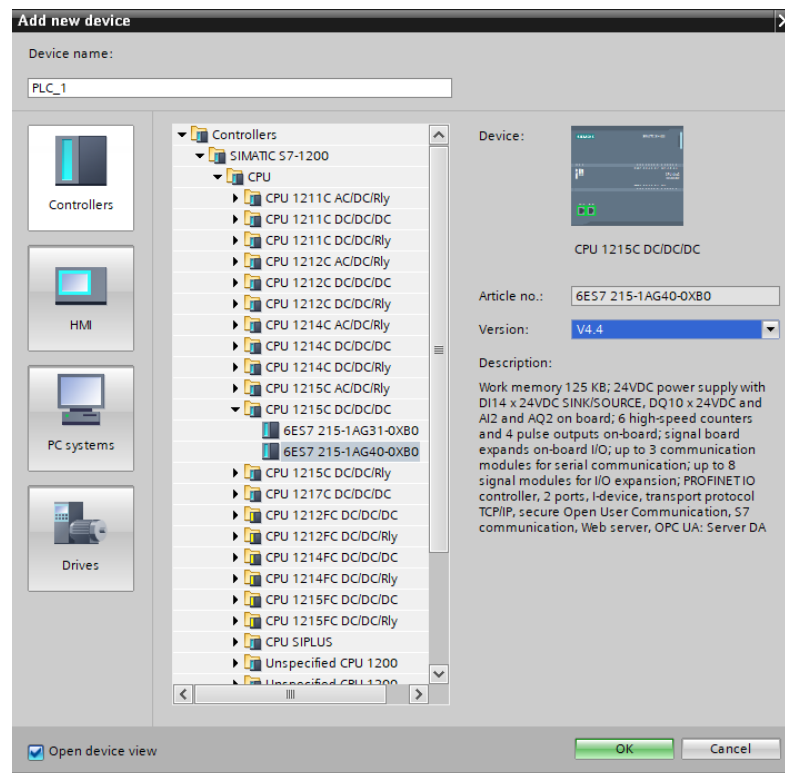 Add new device
Device name:
PLC_1
Controllers
HMI
PC systems
Drives
Controllers
SIMATIC S7-1200
CPU
CPU 1211C AC/DC/Rly
CPU 1211C DC/DC/DC
CPU 1211C DC/DC/Rly
CPU 1212C AC/DC/Rly
CPU 1212C DC/DC/DC
CPU 1212C DC/DC/Rly
CPU 1214C AC/DC/Rly
CPU 1214C DC/DC/DC
CPU 1214C DC/DC/Rly
CPU 1215C AC/DC/Rly
CPU 1215C DC/DC/DC
6ES7 215-1AG31-0XB0
6ES7 215-1AG40-0XB0
CPU 1215C DC/DC/Rly
CPU 1217C DC/DC/DC
CPU 1212FC DC/DC/DC
CPU 1212FC DC/DC/Rly
CPU 1214FC DC/DC/DC
CPU 1214FC DC/DC/Rly
CPU 1215FC DC/DC/DC
CPU 1215FC DC/DC/Rly
CPU SIPLUS
Unspecified CPU 1200
Unspecified CPU 1200
Device:
SIEMENS
CPU 1215C DC/DC/DC
Article no.:
6ES7 215-1AG40-0XB0
Version:
V4.4
Description:
Work memory 125 KB; 24VDC power supply with
DI14 x 24VDC SINK/SOURCE, DQ10 x 24VDC and
AI2 and AQ2 on board; 6 high-speed counters
and 4 pulse outputs on-board; signal board
expands on-board I/O; up to 3 communication
modules for serial communication; up to 8
signal modules for I/O expansion; PROFINET IO
controller, 2 ports, I-device, transport protocol
TCP/IP, secure Open User Communication, S7
communication, Web server, OPC UA: Server DA
Open device view
OK
Cancel